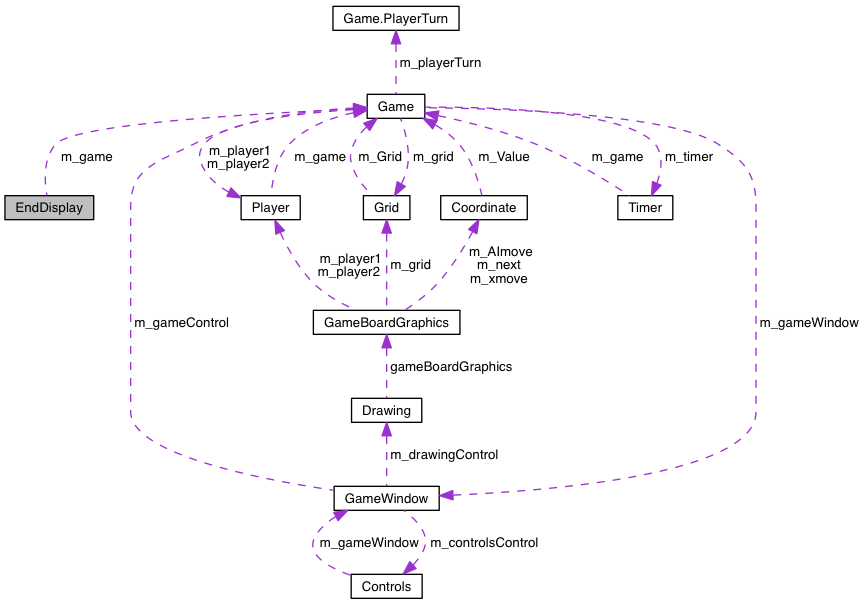 Game.PlayerTurn
m_playerTurn
Game
m_game
m_player1
m_player2
m_game
m_Grid
m_grid
m_Value
m_game
m_timer
EndDisplay
Player
Grid
Coordinate
Timer
m_player1
m_player2
m_grid
m_AImove
m_next
m_xmove
m_gameControl
GameBoardGraphics
m_gameWindow
gameBoardGraphics
Drawing
m_drawingControl
GameWindow
m_gameWindow
m_controlsControl
Controls